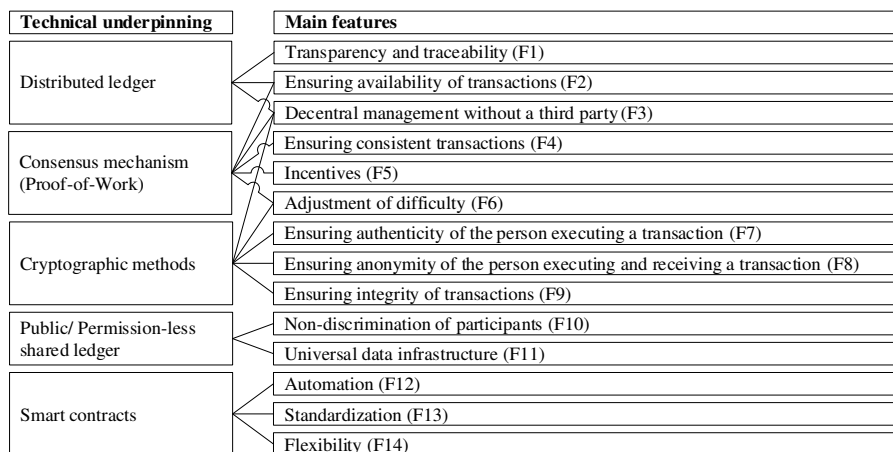 Technical underpinning
Main features
Distributed ledger
Transparency and traceability (F1)
Ensuring availability of transactions (F2)
Decentral management without a third party (F3)
Consensus mechanism
(Proof-of-Work)
Ensuring consistent transactions (F4)
Incentives (F5)
Adjustment of difficulty (F6)
Cryptographic methods
Ensuring authenticity of the person executing a transaction (F7)
Ensuring anonymity of the person executing and receiving a transaction (F8)
Ensuring integrity of transactions (F9)
Public/ Permission-less
shared ledger
Non-discrimination of participants (F10)
Universal data infrastructure (F11)
Smart contracts
Automation (F12)
Standardization (F13)
Flexibility (F14)